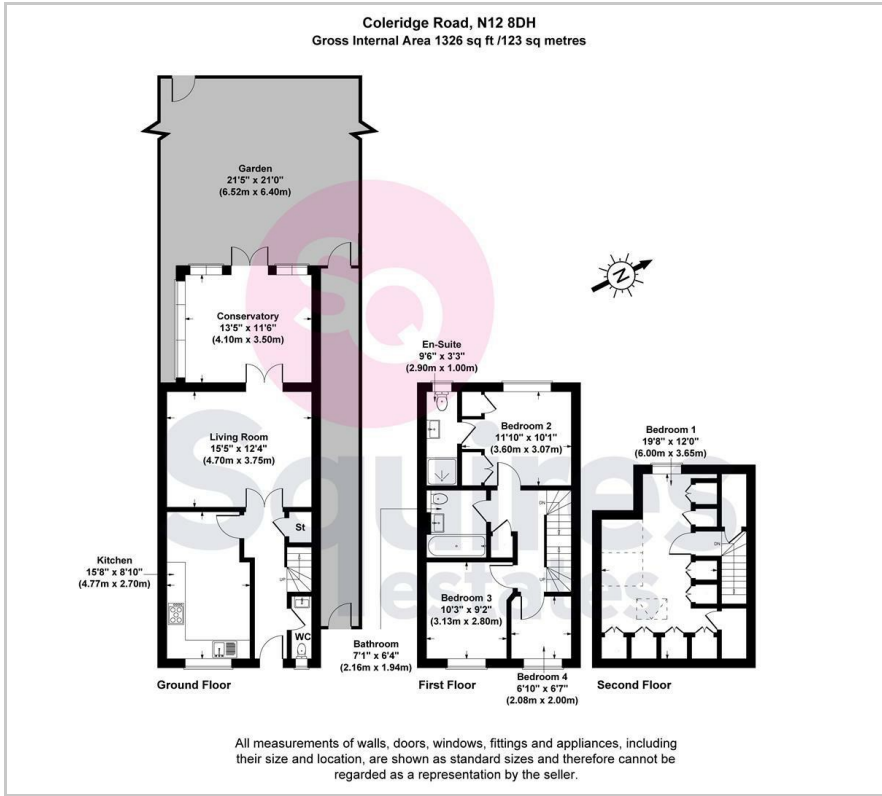 Coleridge Road, N12 8DH
Gross Internal Area 1326 sq ft /123 sq metres
Garden
21'5" x 21'0"
(6.52m x 6.40m)
SQ
Squires
estates
N
Conservatory
13'5" x 11'6"
(4.10m x 3.50m)
Living Room
15'5" x 12'4"
(4.70m x 3.75m)
St
Kitchen
15'8" x 8'10"
(4.77m x 2.70m)
UP
WC
Ground Floor
En-Suite
9'6" x 3'3"
(2.90m x 1.00m)
Bedroom 2
11'10" x 10'1"
(3.60m x 3.07m)
DN
UP
Bedroom 3
10'3" x 9'2"
(3.13m x 2.80m)
Bathroom
7'1" x 6'4"
(2.16m x 1.94m)
Bedroom 4
6'10" x 6'7"
(2.08m x 2.00m)
First Floor
Bedroom 1
19'8" x 12'0"
(6.00m x 3.65m)
DN
Second Floor
All measurements of walls, doors, windows, fittings and appliances, including
their size and location, are shown as standard sizes and therefore cannot be
regarded as a representation by the seller.